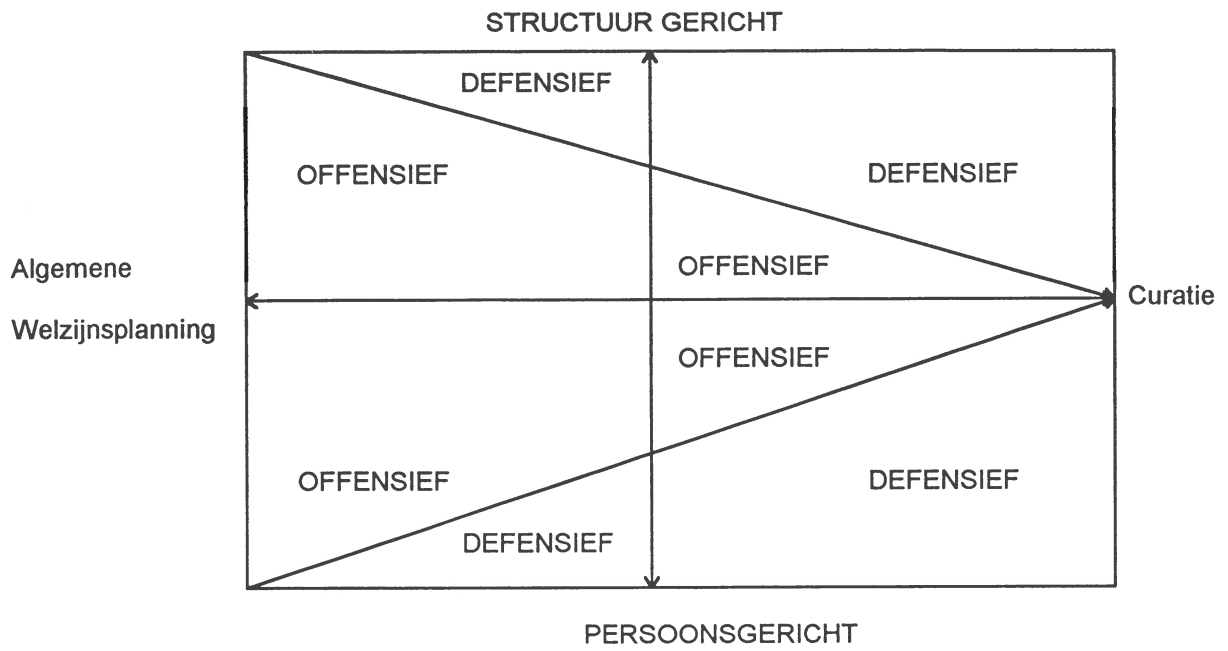 STRUCTUUR GERICHT
DEFENSIEF
OFFENSIEF
DEFENSIEF
Algemene
OFFENSIEF
Curatie
Welzijnsplanning
OFFENSIEF
OFFENSIEF
DEFENSIEF
DEFENSIEF
PERSOONSGERICHT